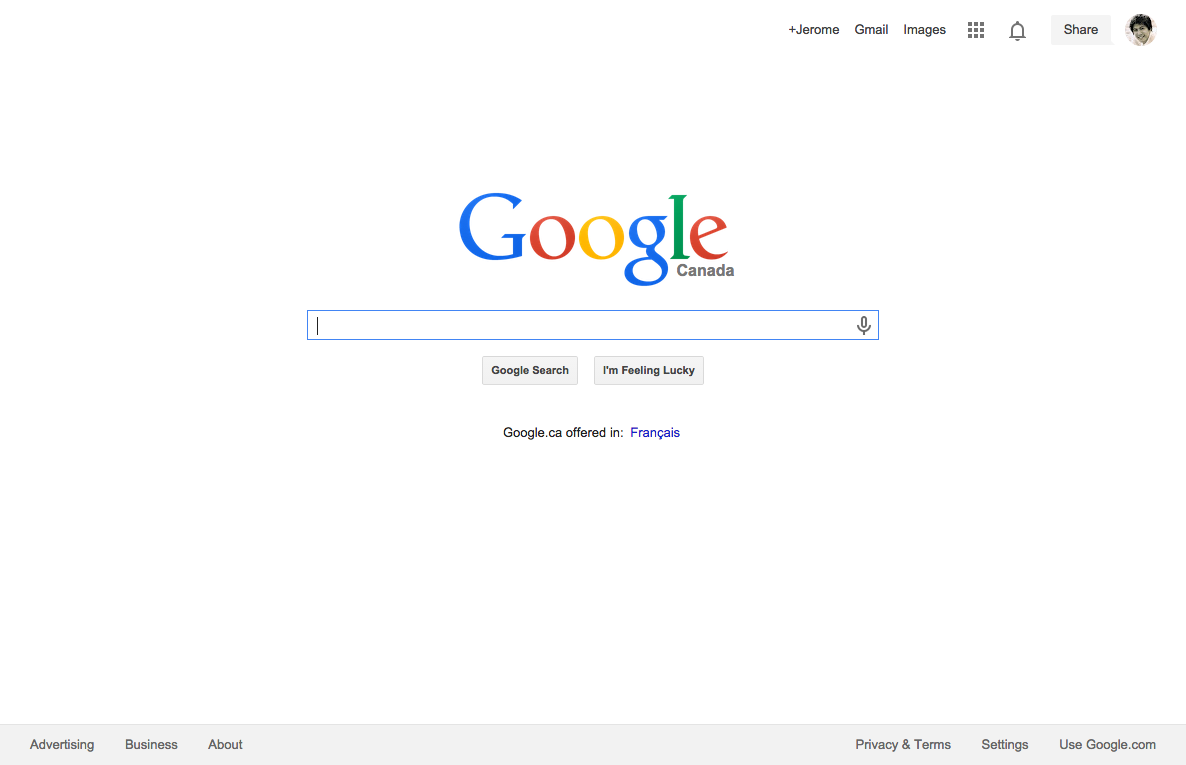 +Jerome Gmail Images Share
Google
Canada
Google Search I'm Feeling Lucky
Google.ca offered in: Français
Advertising Business About Privacy & Terms Settings Use Google.com